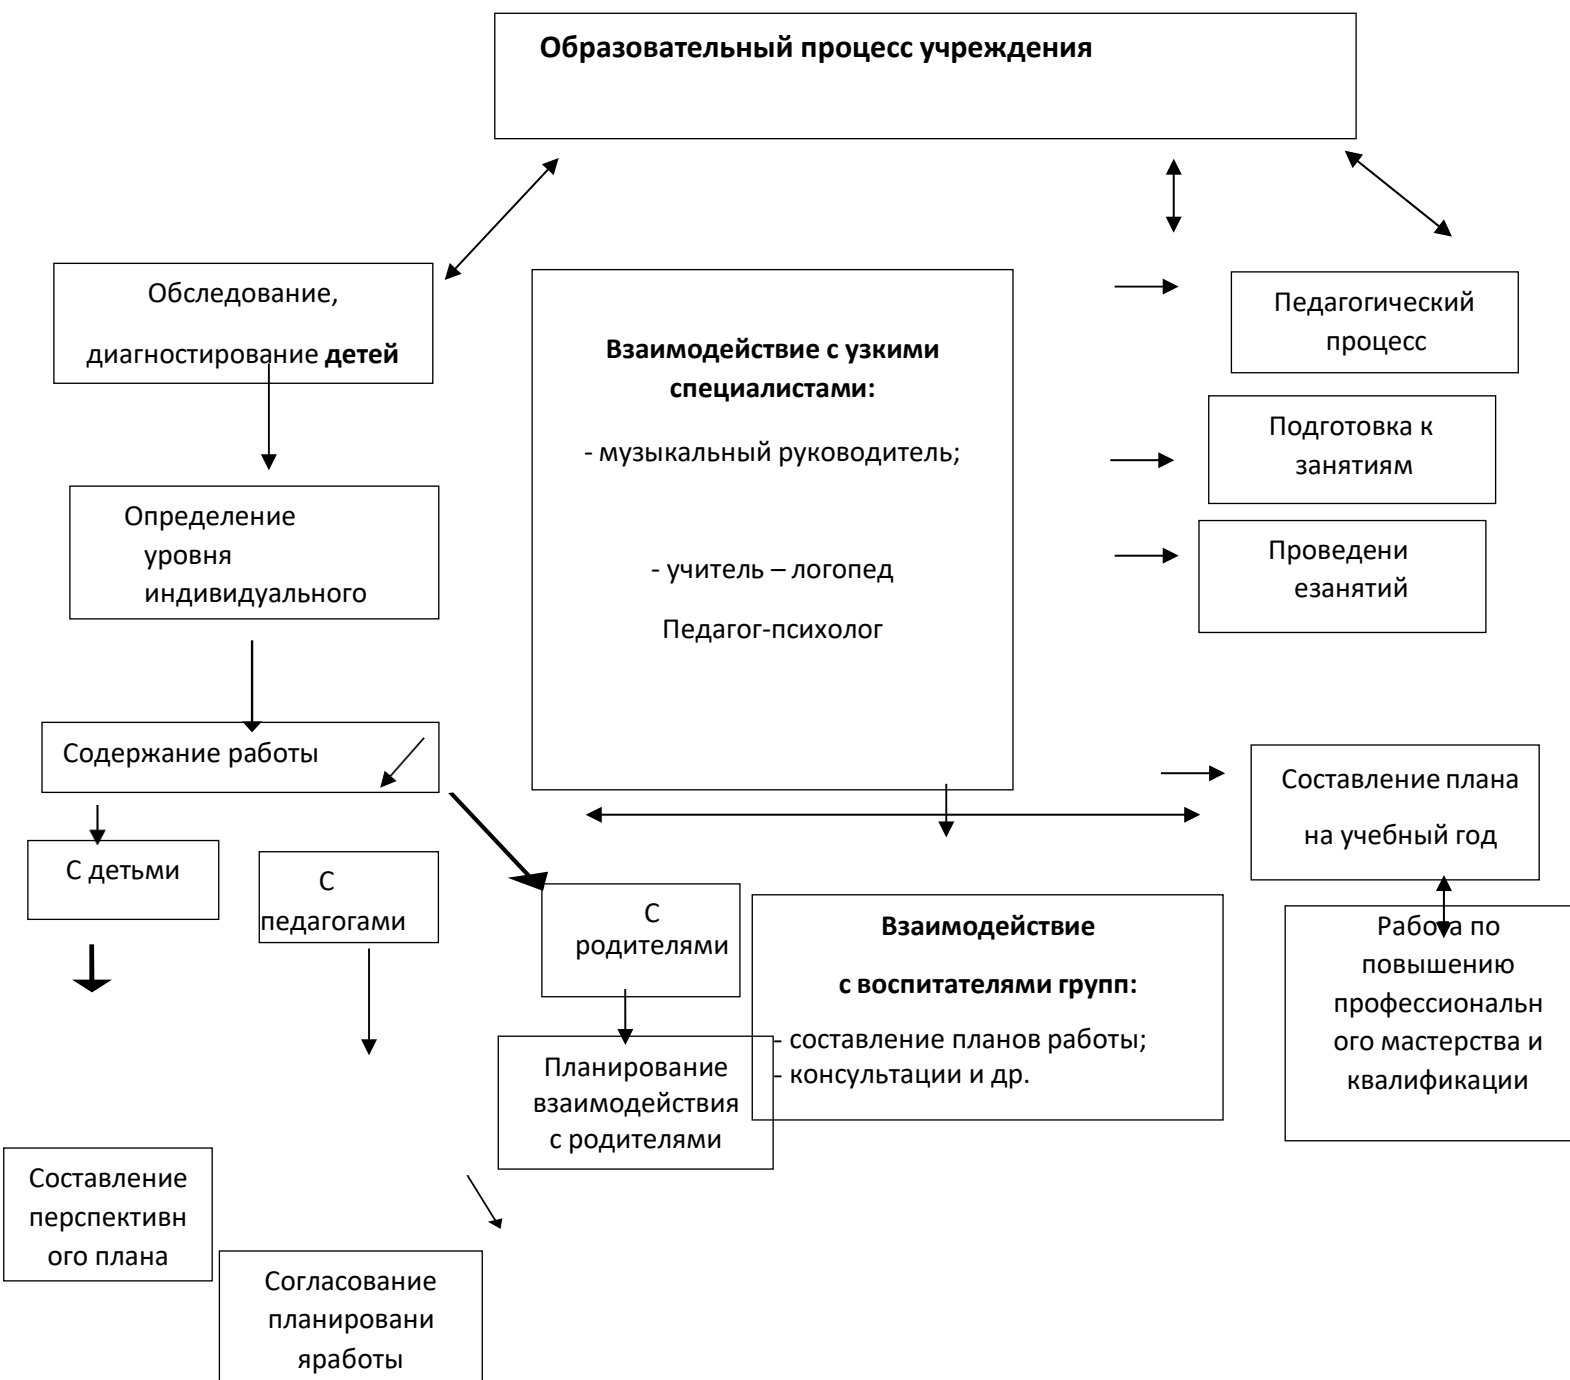 Образовательный процесс учреждения
Обследование,
диагностирование детей
Определение
уровня
индивидуального
Содержание работы
С детьми
С
педагогами
С
родителями
Планирование
взаимодействия
с родителями
Составление
перспективн
ого плана
Согласование
планировани
яработы
Взаимодействие с узкими
специалистами:
- музыкальный руководитель;
- учитель – логопед
Педагог-психолог
Взаимодействие
с воспитателями групп:
- составление планов работы;
- консультации и др.
Педагогический
процесс
Подготовка к
занятиям
Проведени
езанятий
Составление плана
на учебный год
Работа по
повышению
профессиональн
ого мастерства и
квалификации